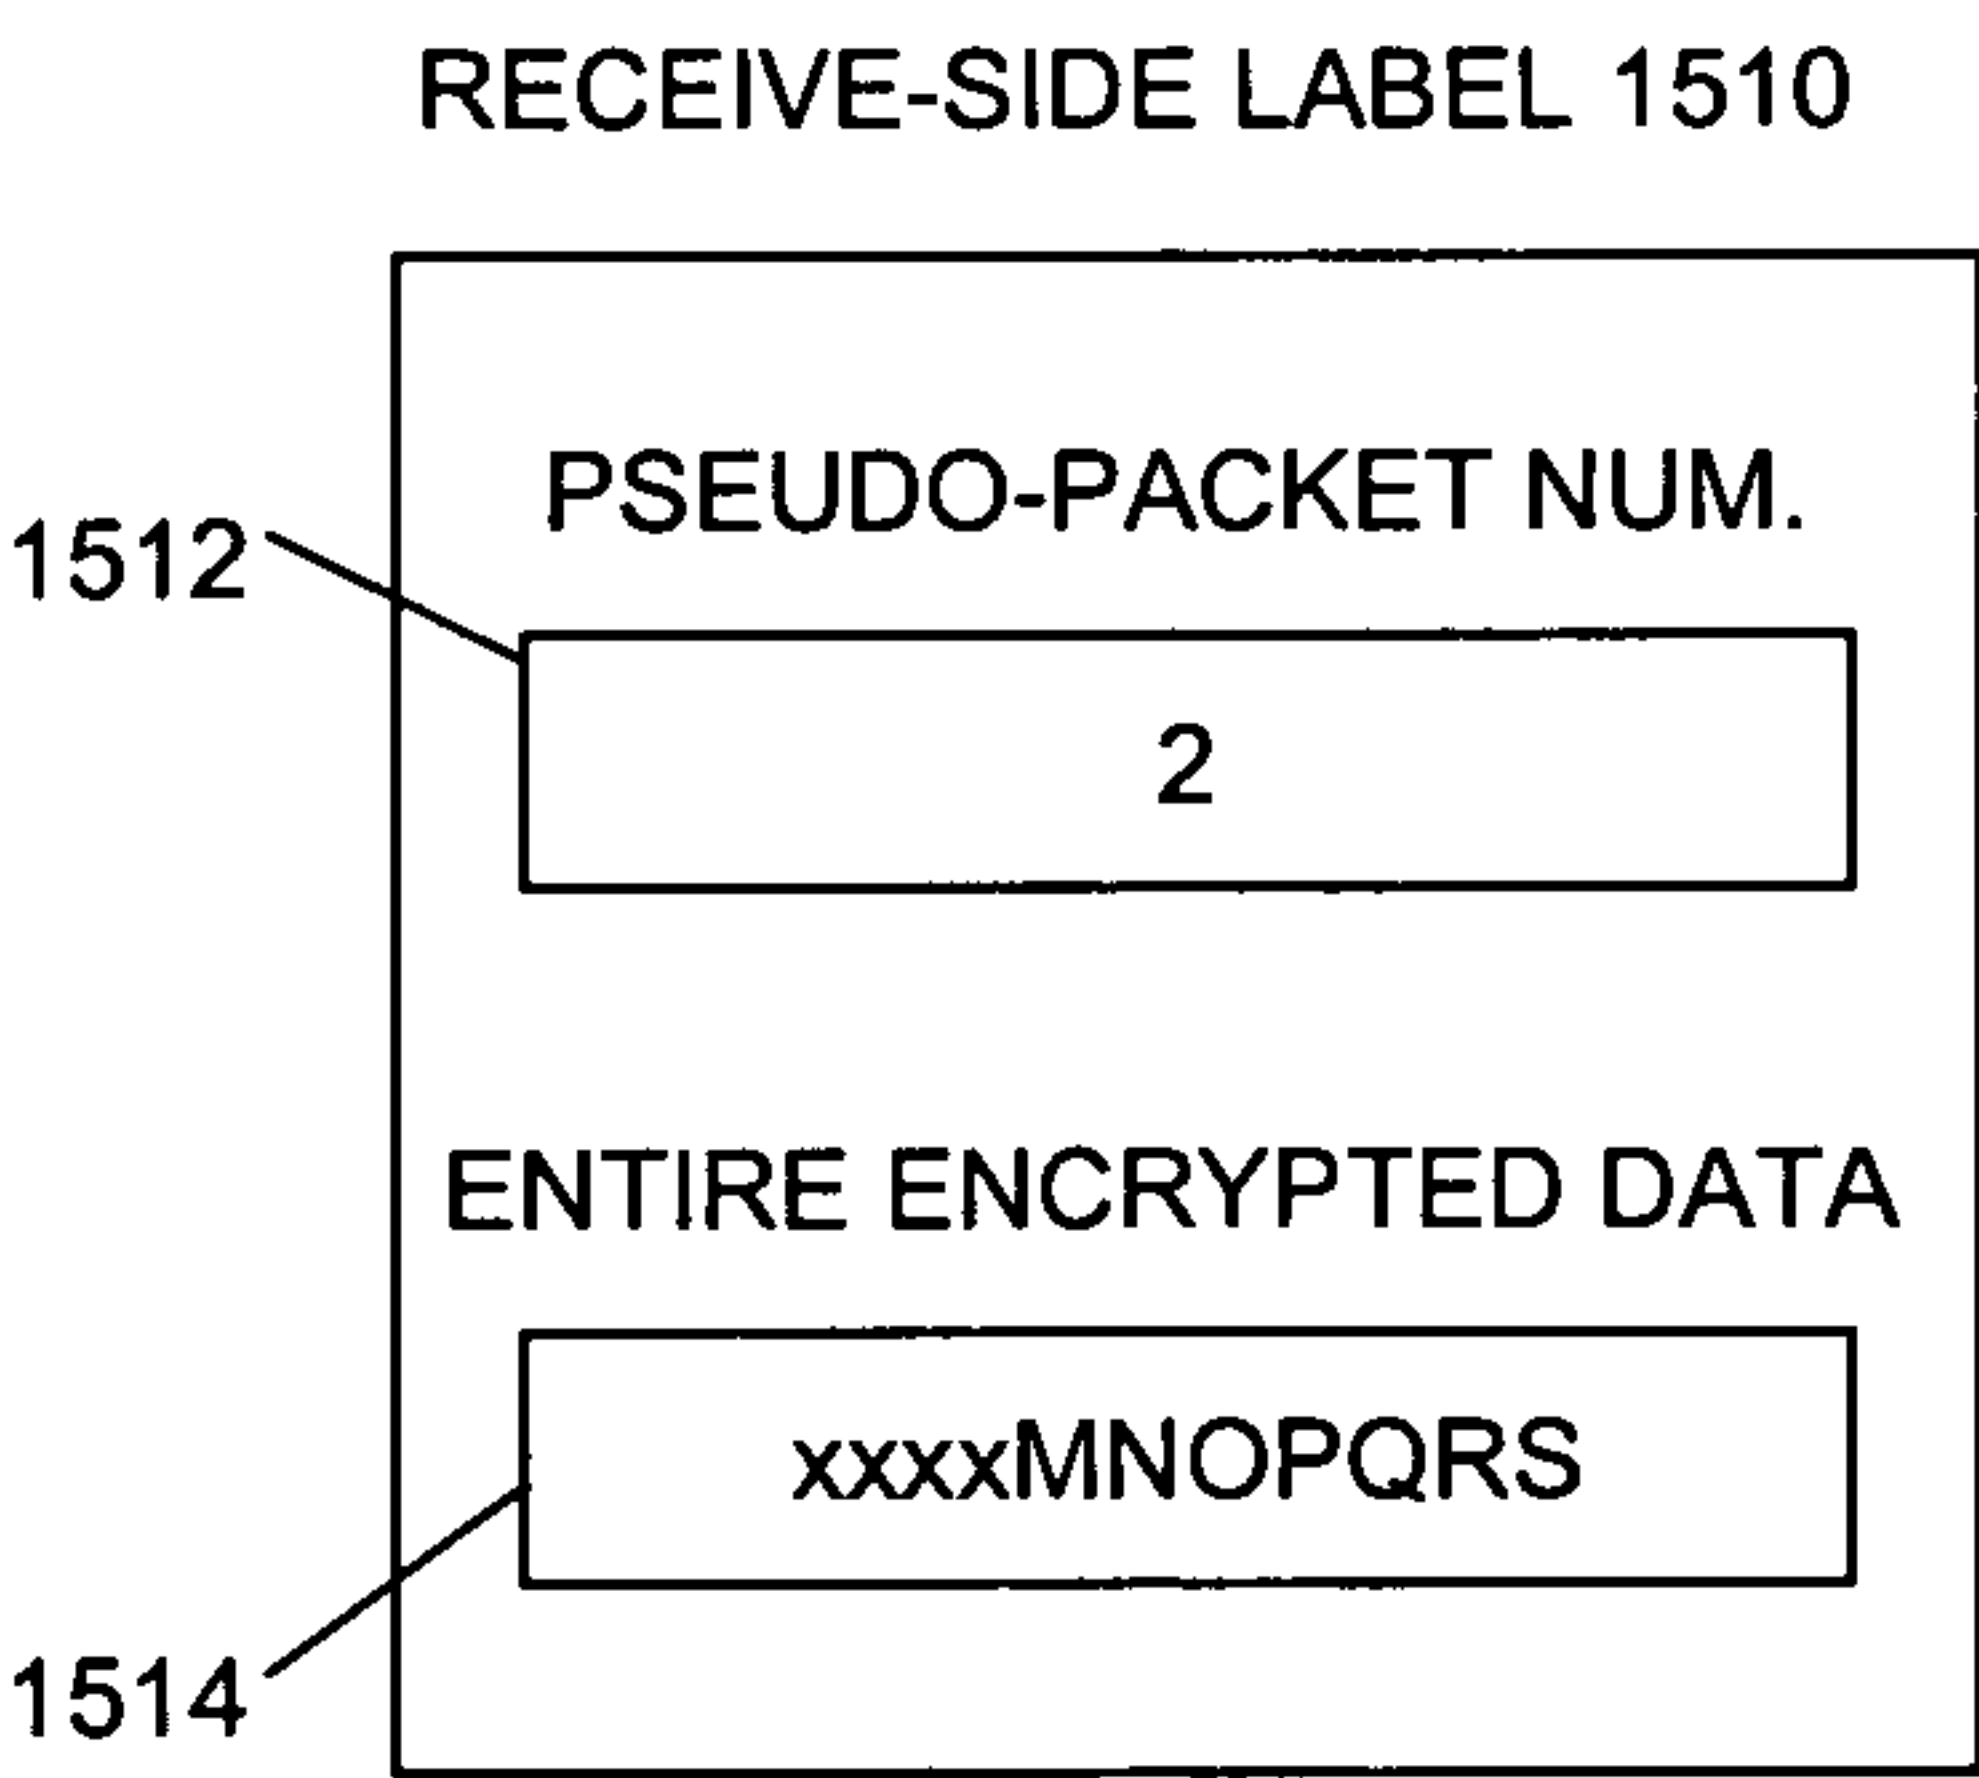 RECEIVE-SIDE LABEL 1510
PSEUDO-PACKET NUM.
1512
2
ENTIRE ENCRYPTED DATA
xxxxMNOPQRS
1514